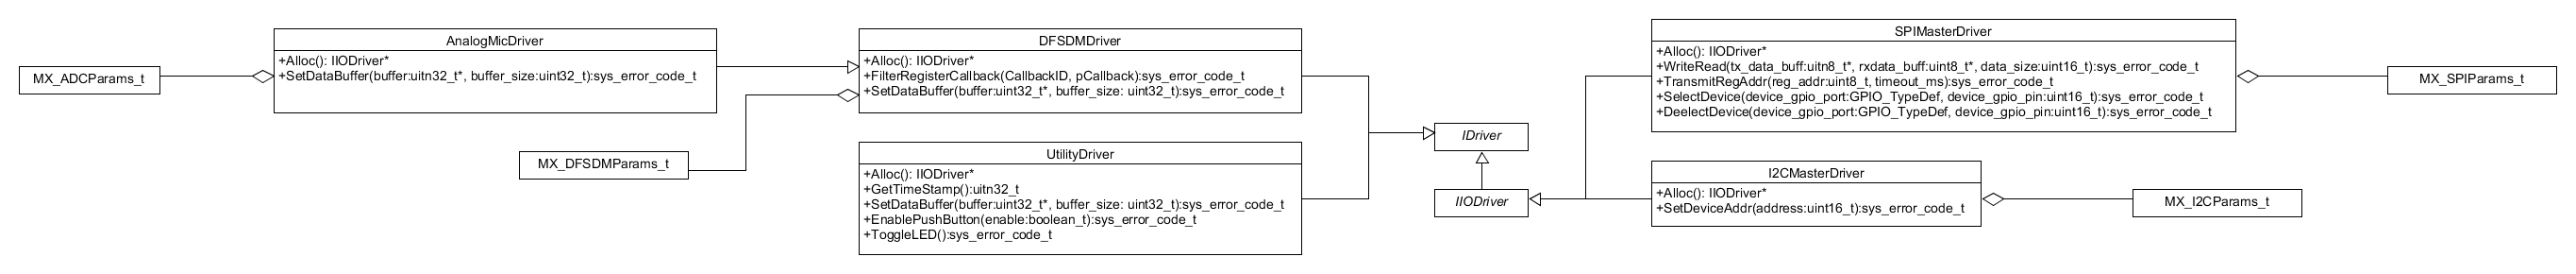 MX_ADCParams_t
AnalogMicDriver
+Alloc(): IIODriver*
+SetDataBuffer(buffer:uitn32_t*, buffer_size:uint32_t):sys_error_code_t
MX_DFSDMParams_t
DFSDMDriver
+Alloc(): IIODriver*
+FilterRegisterCallback(CallbackID, pCallback):sys_error_code_t
+SetDataBuffer(buffer:uint32_t*, buffer_size: uint32_t):sys_error_code_t
UtilityDriver
+Alloc(): IIODriver*
+GetTimeStamp():uitn32_t
+SetDataBuffer(buffer:uint32_t*, buffer_size: uint32_t):sys_error_code_t
+EnablePushButton(enable:boolean_t):sys_error_code_t
+ToggleLED():sys_error_code_t
IDriver
IIODriver
SPIMasterDriver
+Alloc(): IIODriver*
+WriteRead(tx_data_buff:uitn8_t*, rxdata_buff:uint8_t*, data_size:uint16_t):sys_error_code_t
+TransmitRegAddr(reg_addr:uint8_t, timeout_ms):sys_error_code_t
+SelectDevice(device_gpio_port:GPIO_TypeDef, device_gpio_pin:uint16_t):sys_error_code_t
+DeelectDevice(device_gpio_port:GPIO_TypeDef, device_gpio_pin:uint16_t):sys_error_code_t
MX_SPIParams_t
I2CMasterDriver
+Alloc(): IIODriver*
+SetDeviceAddr(address:uint16_t):sys_error_code_t
MX_I2CParams_t